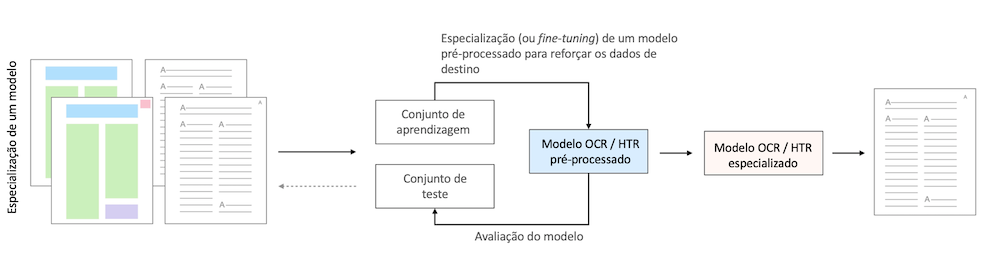 Especialização de um modelo
A
A
A
A
A
A
A
A
A
A
A
Especialização (ou fine-tuning) de um modelo
pré-processado para reforçar os dados de
destino
Conjunto de
aprendizagem
Conjunto de
teste
Modelo OCR / HTR
pré-processado
Avaliação do modelo
Modelo OCR / HTR
especializado
A
A
A
A
A